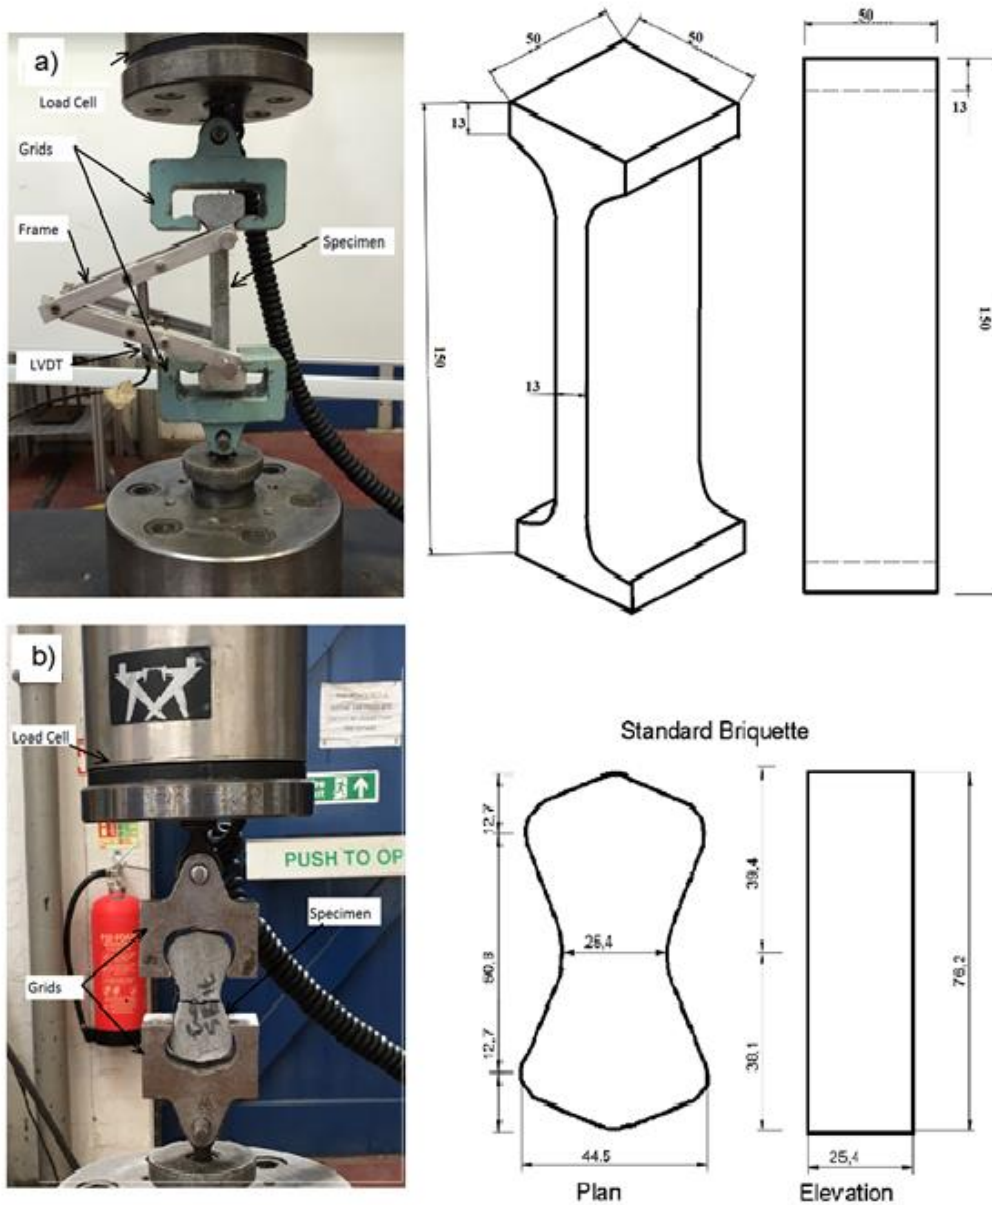 a)
Load Cell
Grids
Frame
Specimen
LVDT
50
50
13
150
13
50
13
150
b)
Load Cell
PUSH TO OP
Specimen
Grids
Standard Briquette
12,7
50,8
12,7
25,4
44.5
Plan
39,4
38,1
76,2
25,4
Elevation